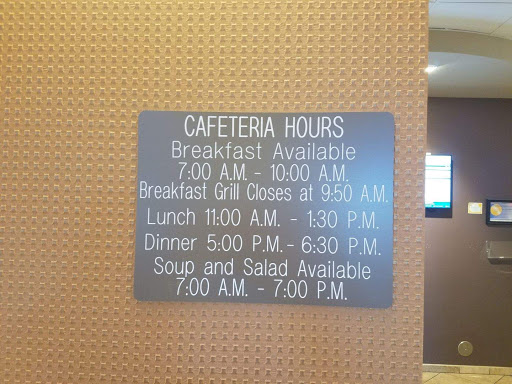 CAFETERIA HOURS
Breakfast Available
7:00 A.M. - 10:00 A.M.
Breakfast Grill Closes at 9:50 A.M.
Lunch 11:00 A.M. - 1:30 P.M.
Dinner 5:00 P.M. - 6:30 P.M.
Soup and Salad Available
7:00 A.M. - 7:00 P.M.